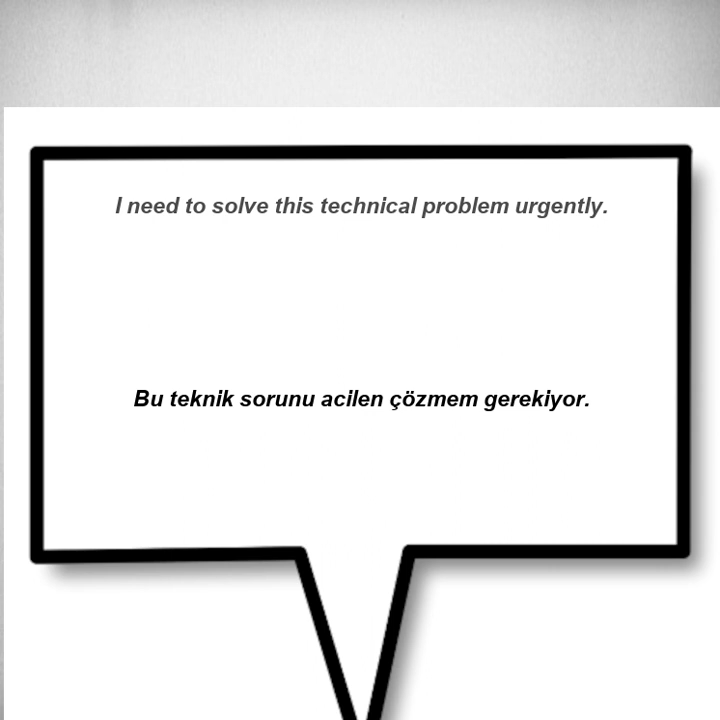 I need to solve this technical problem urgently.
Bu teknik sorunu acilen çözmem gerekiyor.